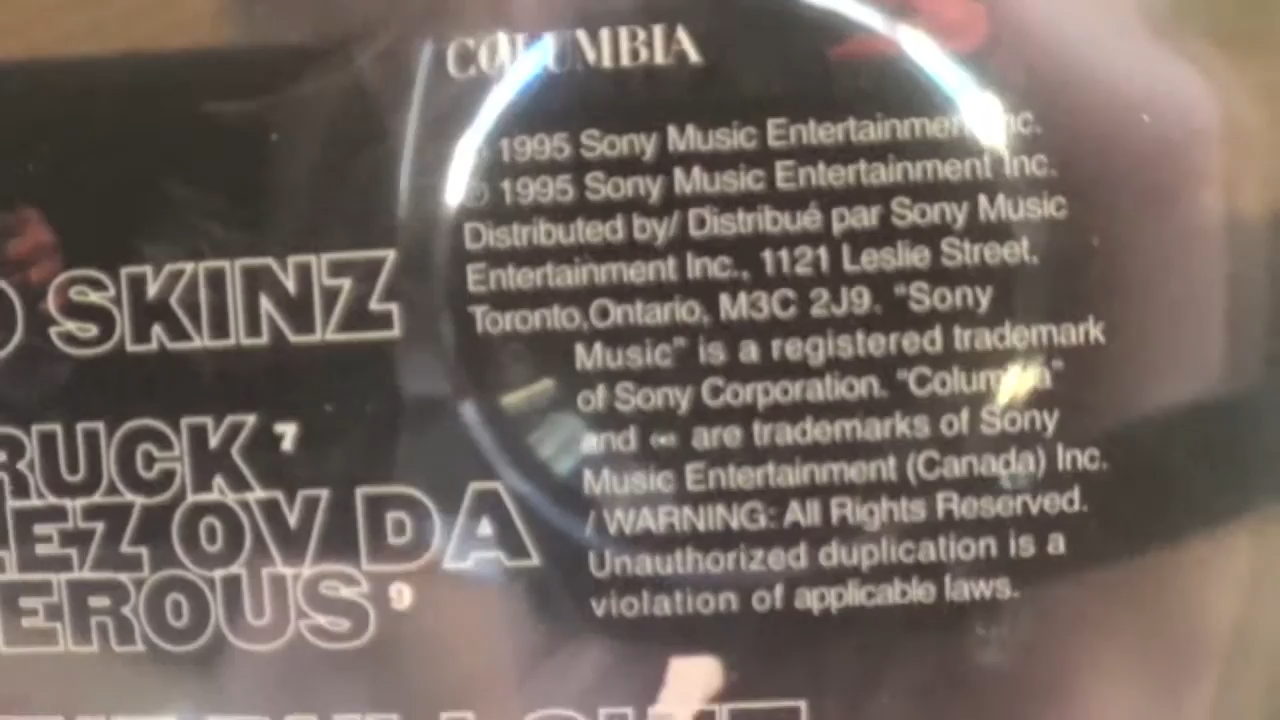 COLUMBIA
1995 Sony Music Entertainment Inc.
℗ 1995 Sony Music Entertainment Inc.
Distributed by/ Distribué par Sony Music
Entertainment Inc., 1121 Leslie Street,
Toronto,Ontario, M3C 2J9. “Sony
Music” is a registered trademark
of Sony Corporation. “Columbia”
and are trademarks of Sony
Music Entertainment (Canada) Inc.
/ WARNING: All Rights Reserved.
Unauthorized duplication is a
violation of applicable laws.
SKINZ
RUCK 7
EZ OV DA
EROUS 9